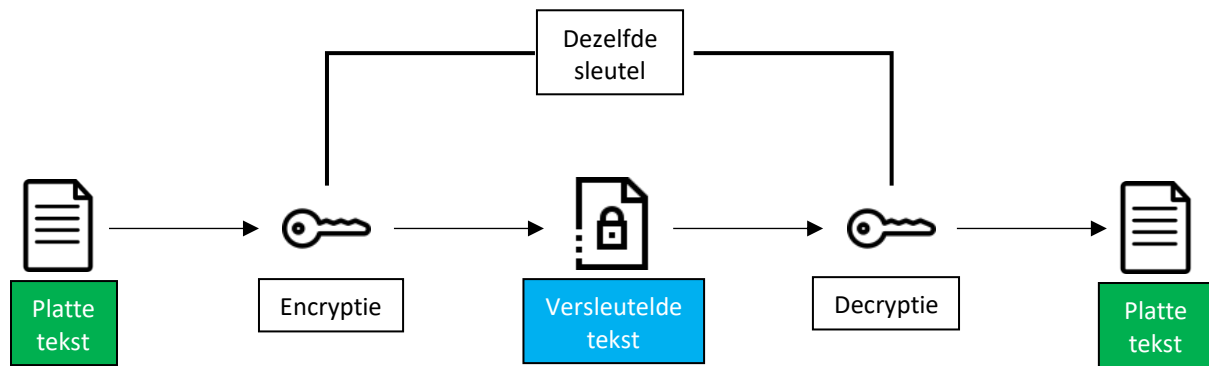 Dezelfde
sleutel
Platte
tekst
Encryptie
Versleutelde
tekst
Decryptie
Platte
tekst